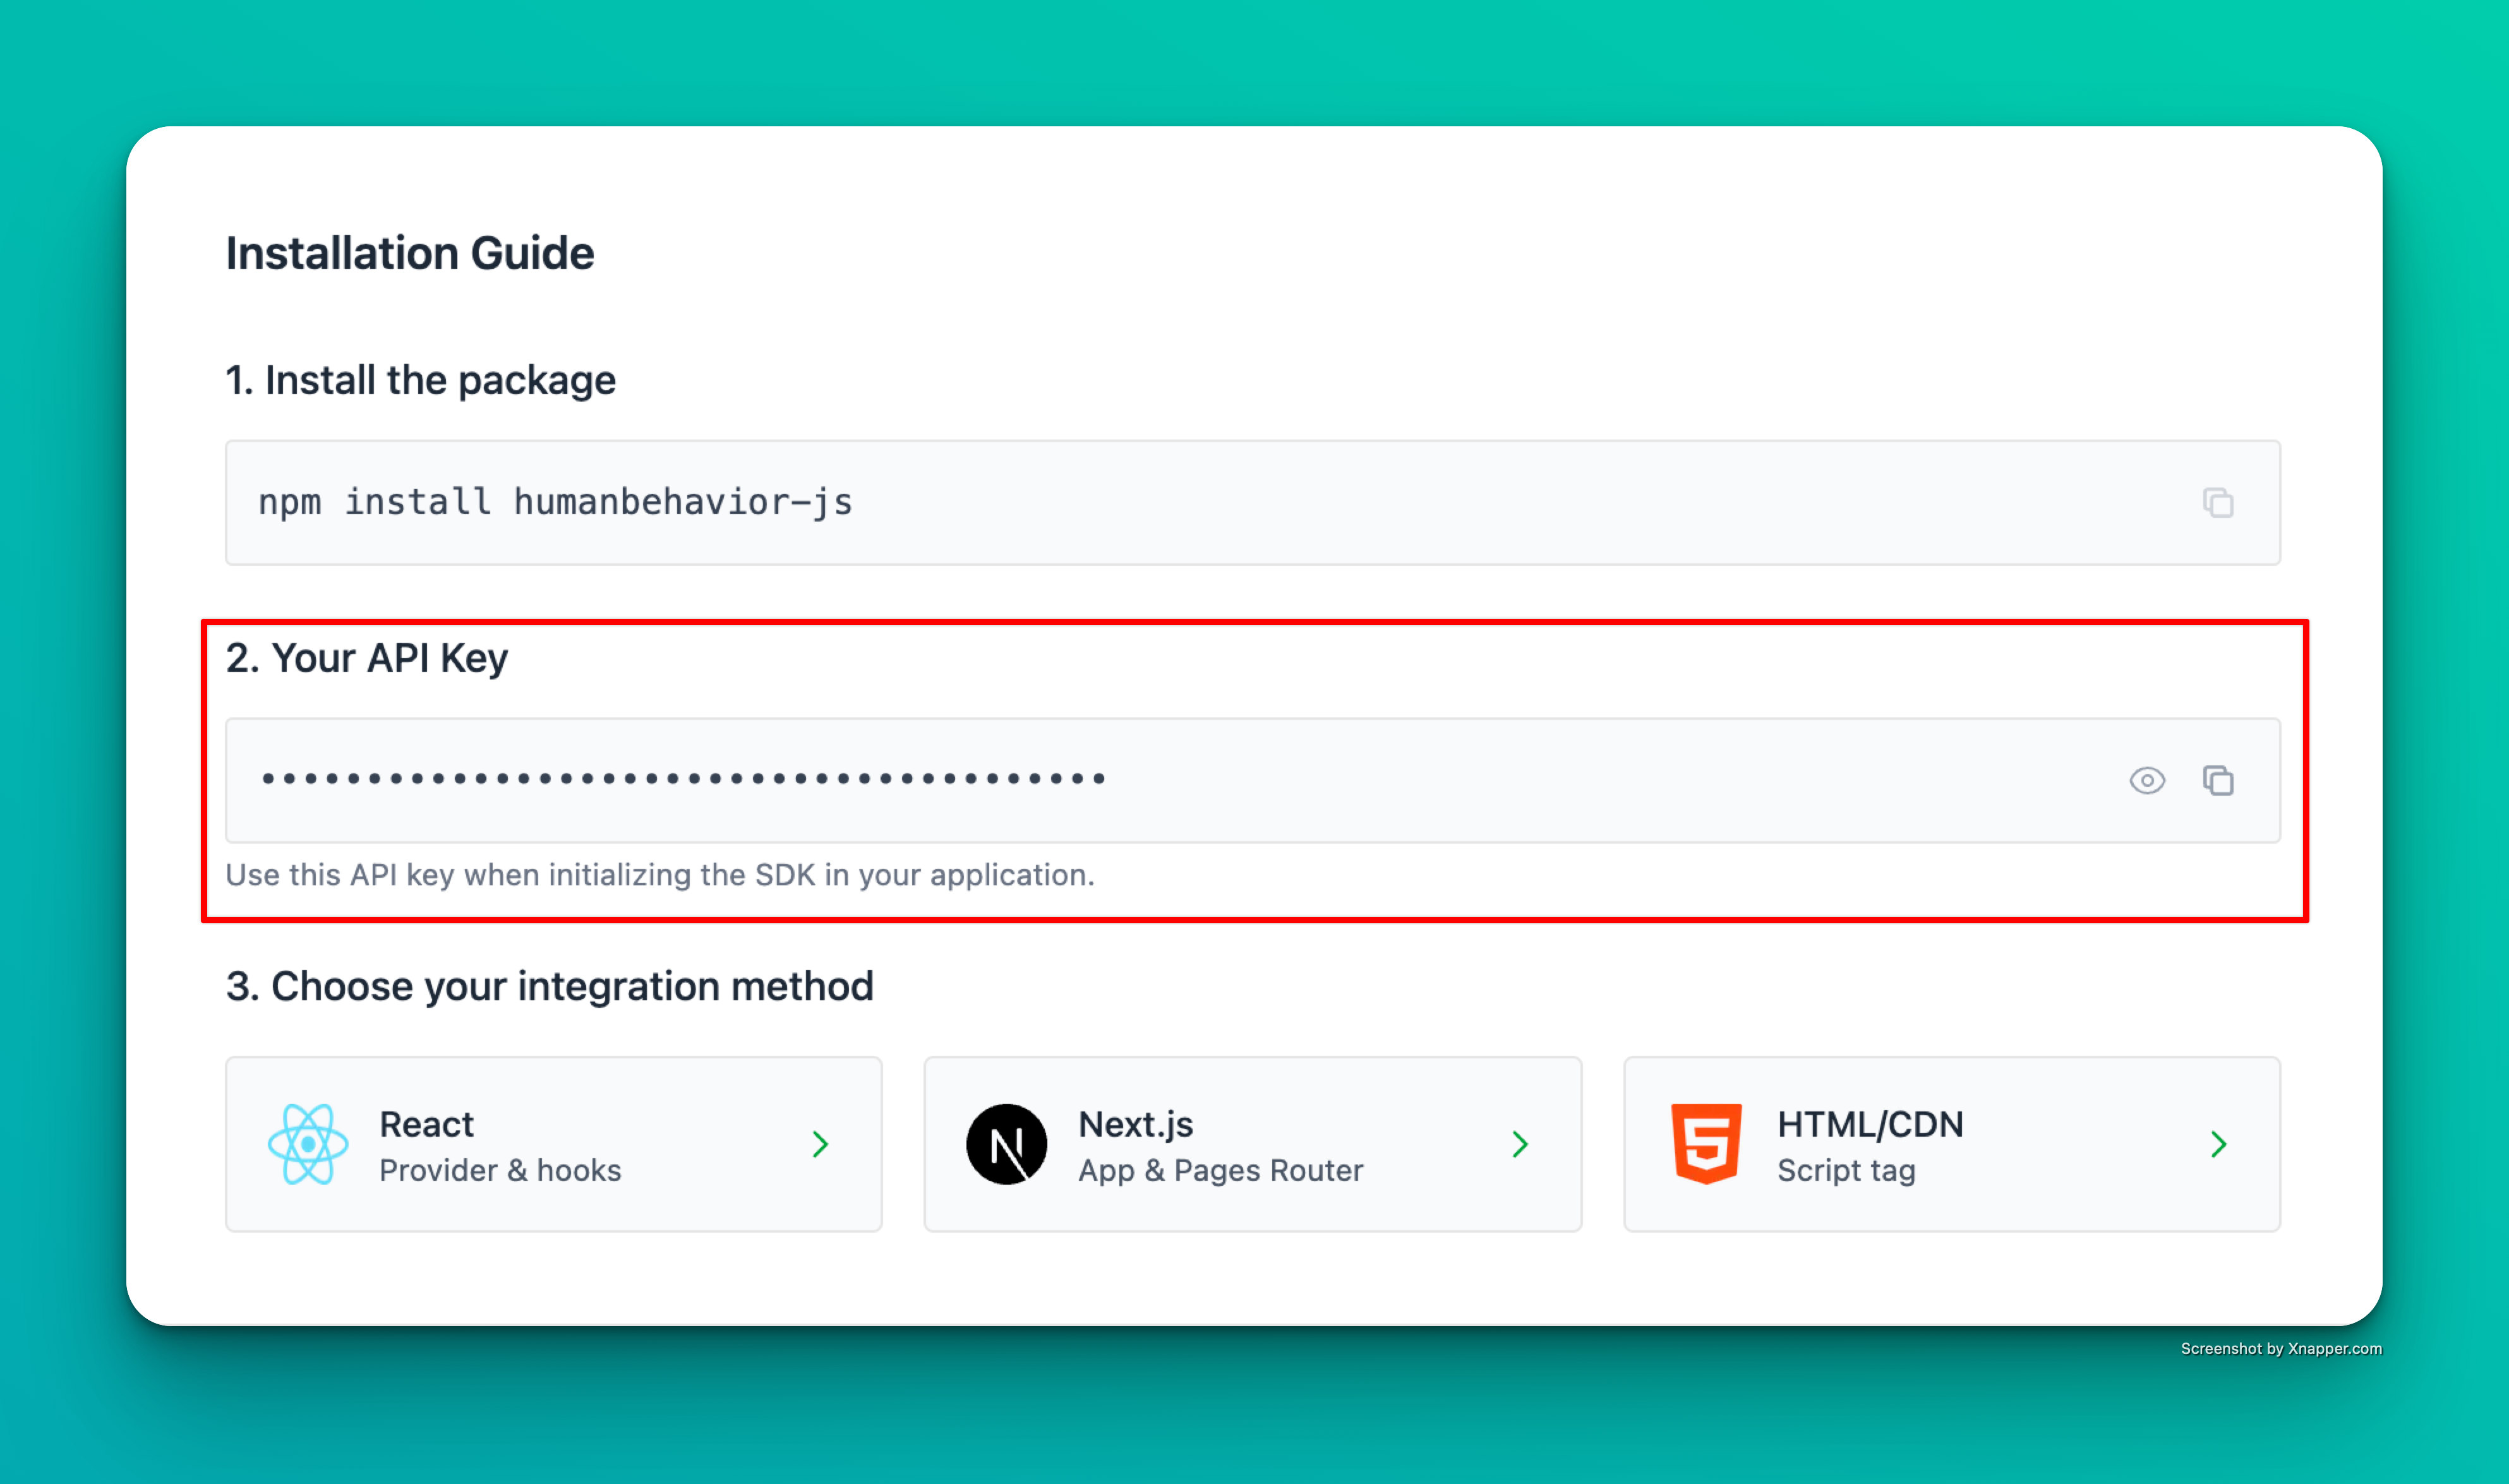 Installation Guide
1. Install the package
npm install humanbehavior-js
2. Your API Key
••••••••••••••••••••••••••••••••••••••••
Use this API key when initializing the SDK in your application.
3. Choose your integration method
React
Provider & hooks
Next.js
App & Pages Router
HTML/CDN
Script tag
Screenshot by Xnapper.com